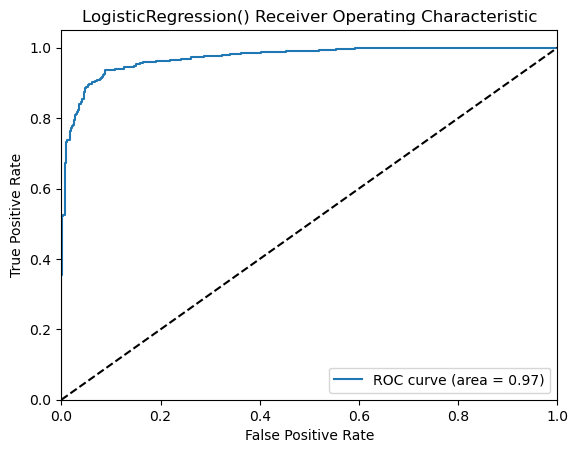 LogisticRegression() Receiver Operating Characteristic
True Positive Rate
1.0
0.8
0.6
0.4
0.2
0.0
ROC curve (area = 0.97)
0.0 0.2 0.4 0.6 0.8 1.0
False Positive Rate